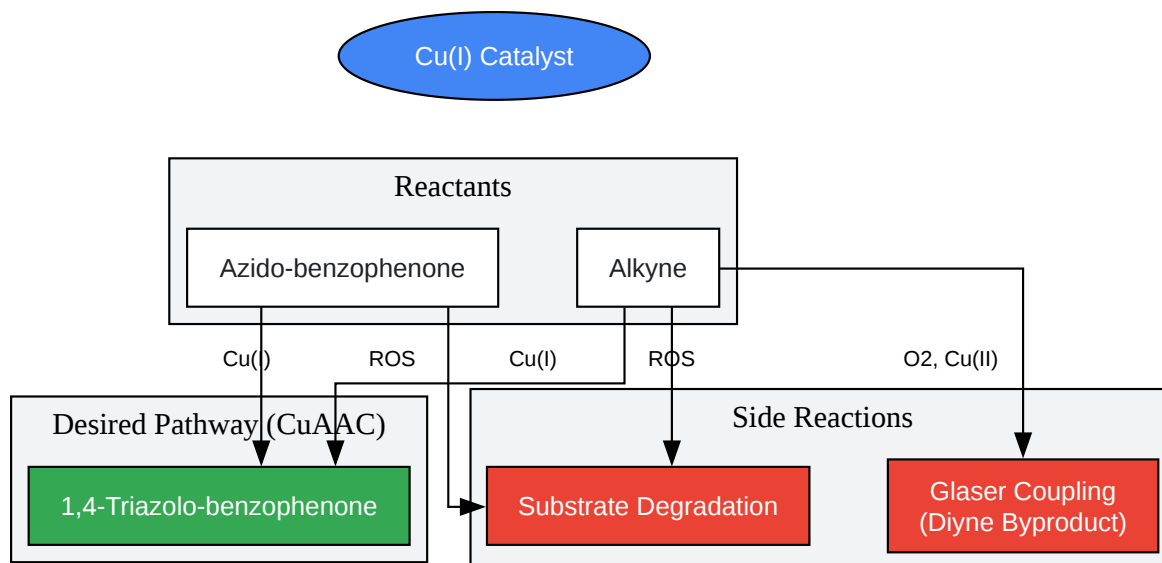 Cu(I) Catalyst
Reactants
Azido-benzophenone
Alkyne
Cu(I)
ROS
Cu(I)
ROS
O2, Cu(II)
Desired Pathway (CuAAC)
Side Reactions
1,4-Triazolo-benzophenone
Substrate Degradation
Glaser Coupling
(Diyne Byproduct)